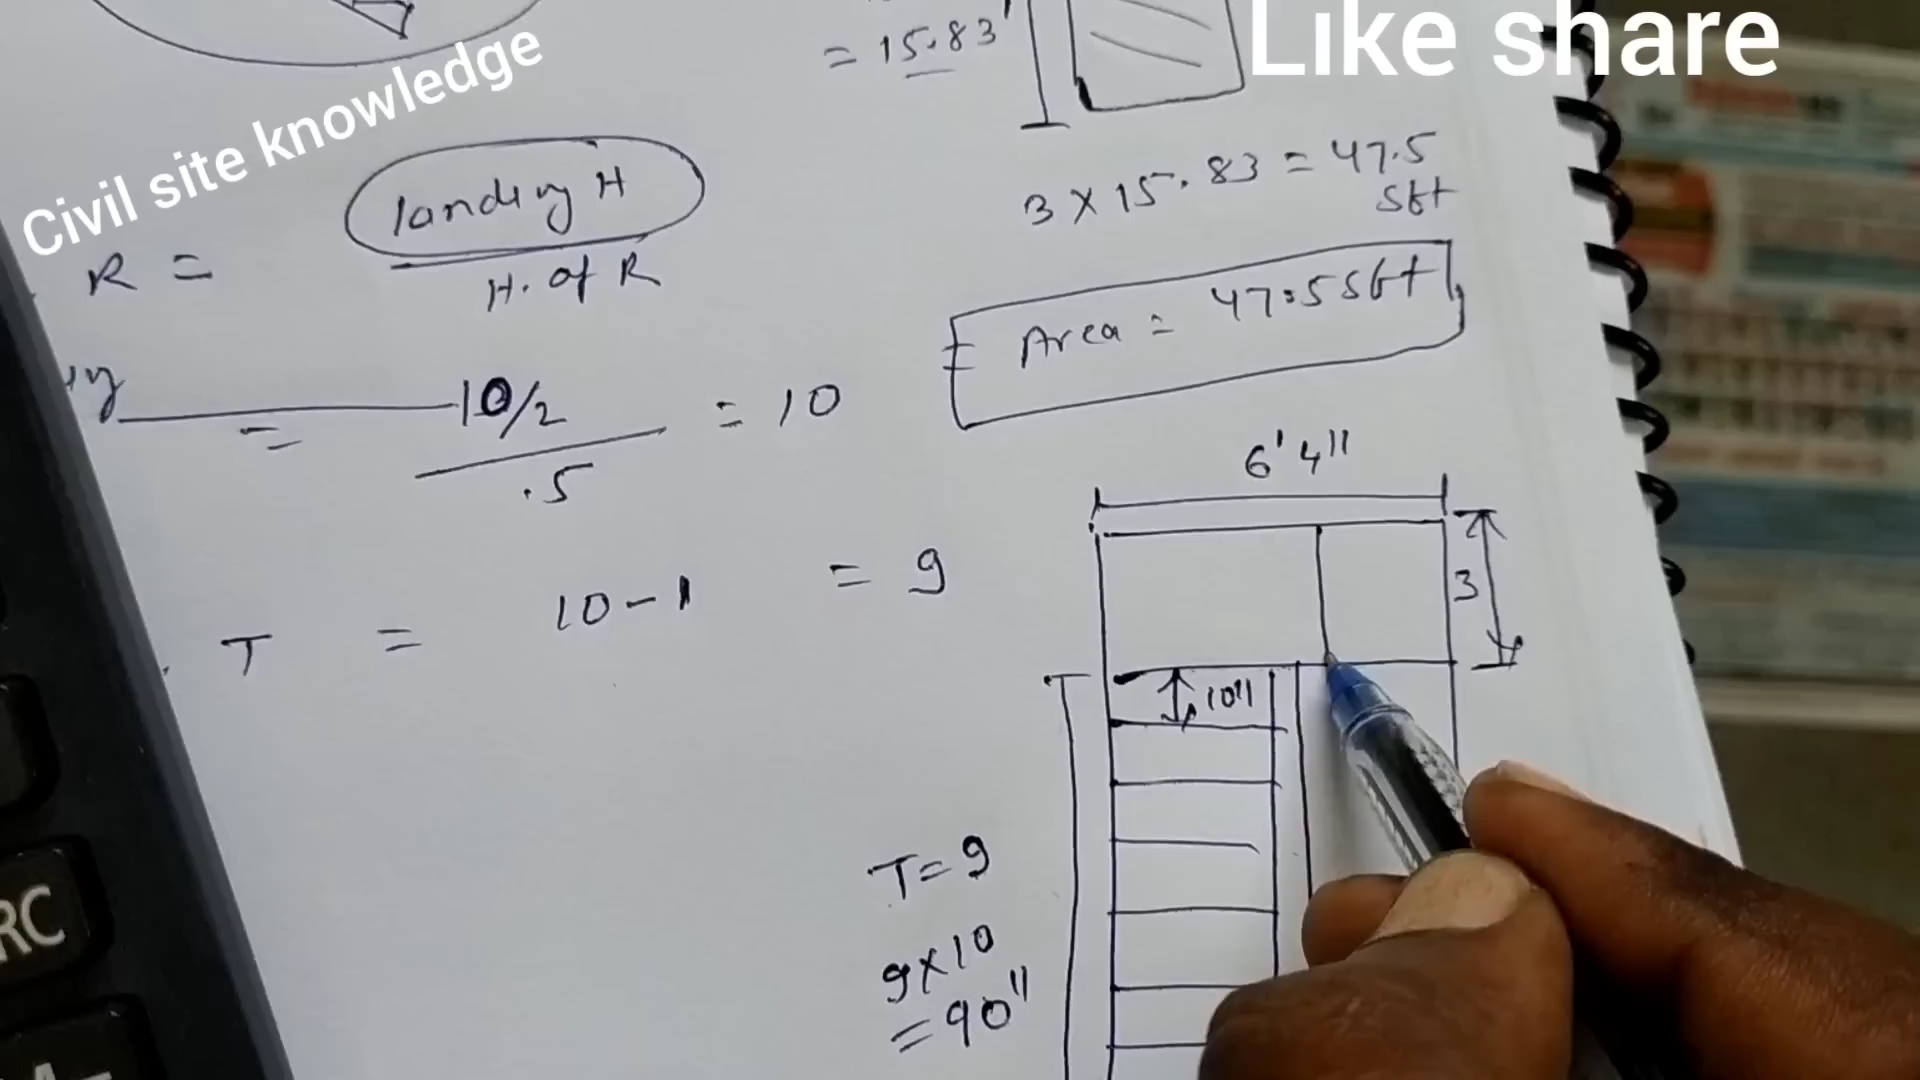 Like share
Civil site knowledge
= 15.83'
3 X 15.83 = 47.5
Sft
Area = 47.5 Sft
R =
landing H
H. of R
10/2
= = 10
.5
T = 10-1 = 9
6'4"
3
10"
T=9
9x10
=90"
RC